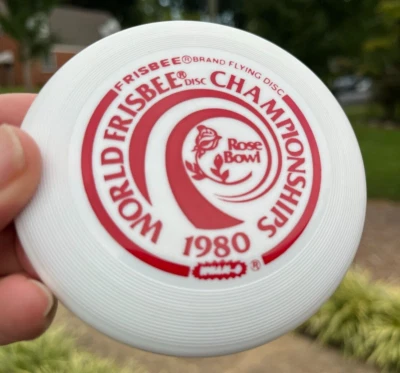 FRISBEE® BRAND FLYING DISC
WORLD FRISBEE® DISC CHAMPIONSHIPS
Rose
Bowl
1980
WHAM-O ®